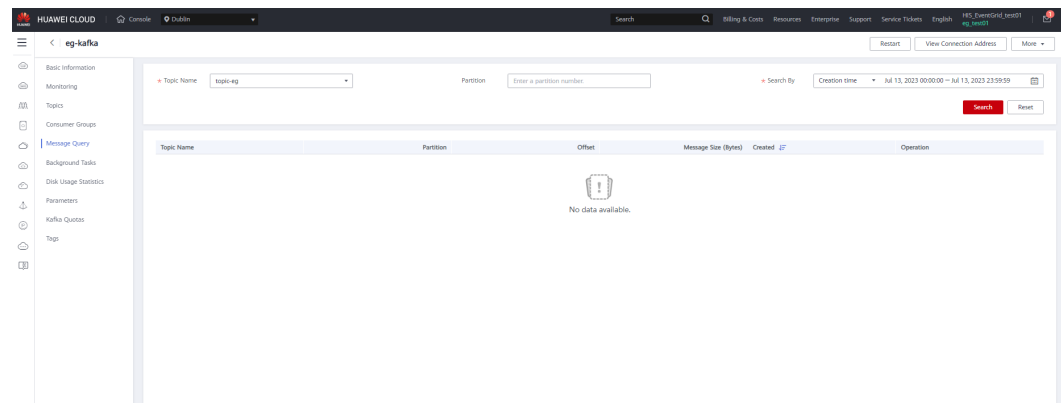 HUAWEI
HUAWEI CLOUD Console Dublin Search Billing & Costs Resources Enterprise Support Service Tickets English HIS_EventGrid_test01
eg_test01
eg-kafka Restart View Connection Address More
Basic Information
Monitoring
Topics
Consumer Groups
Message Query
Background Tasks
Disk Usage Statistics
Parameters
Kafka Quotas
Tags
* Topic Name topic-eg Partition Enter a partition number. * Search By Creation time Jul 13, 2023 00:00:00 – Jul 13, 2023 23:59:59
Search Reset
Topic Name Partition Offset Message Size (Bytes) Created Operation
No data available.